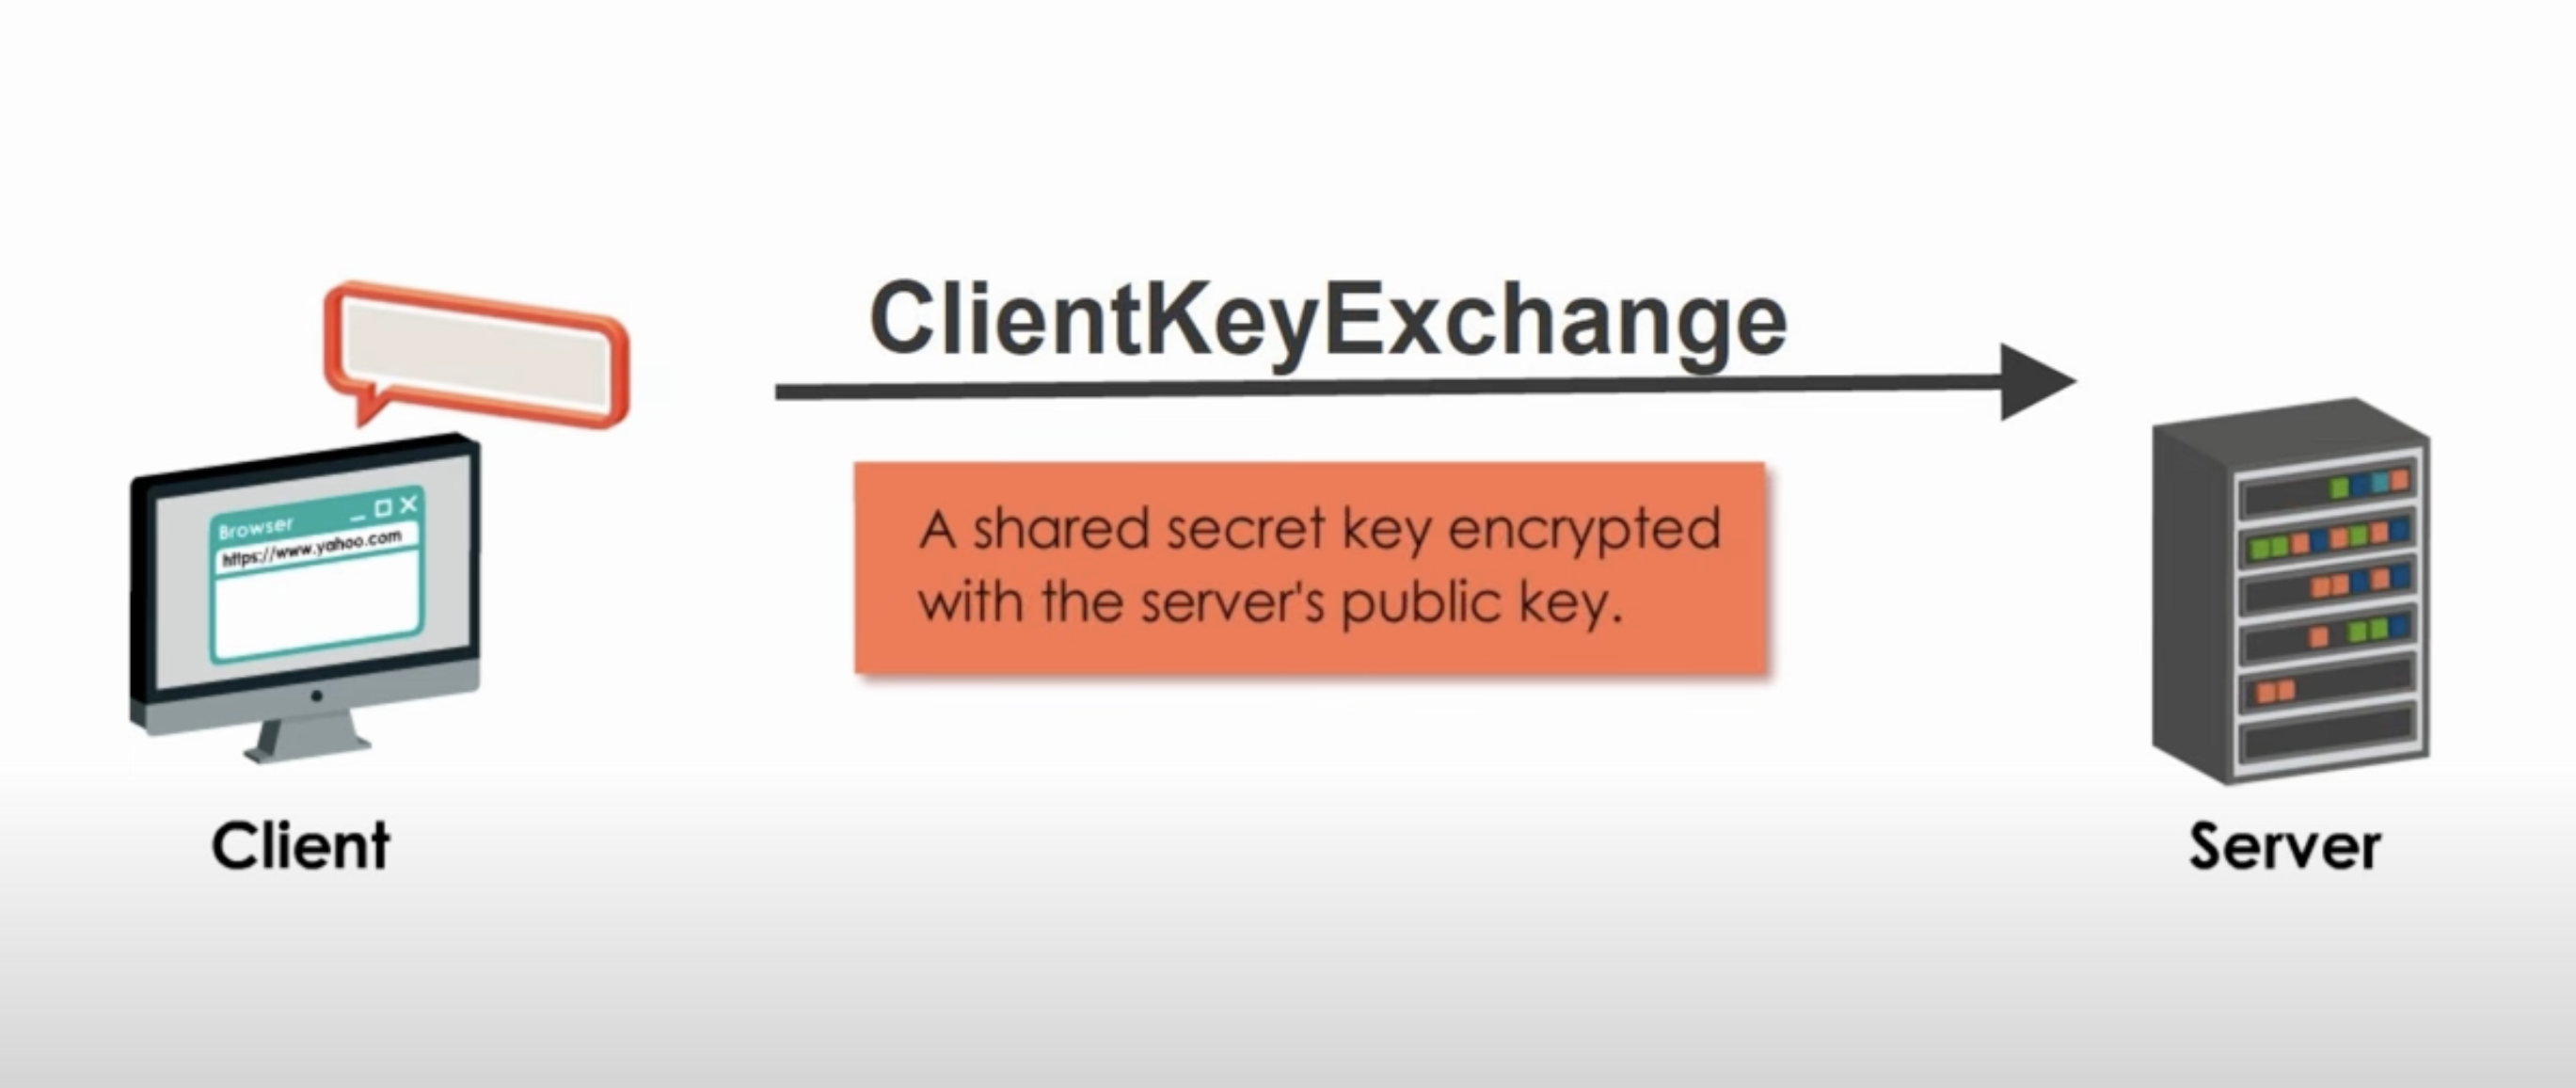 ClientKeyExchange
Browser
https://www.yahoo.com
A shared secret key encrypted
with the server's public key.
Client
Server